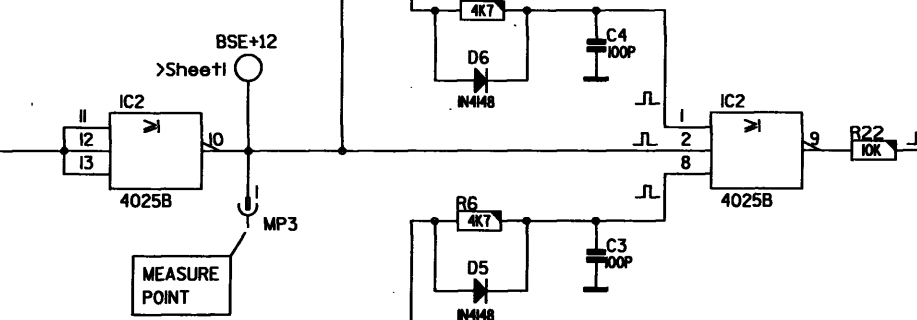 4K7
BSE+12
>Sheet1
D6
1N4148
C4
100P
IC2
11
12
13
≥1
10
4025B
1
MP3
MEASURE
POINT
R6
4K7
D5
1N4148
C3
100P
IC2
1
2
8
≥1
9
4025B
R22
10K